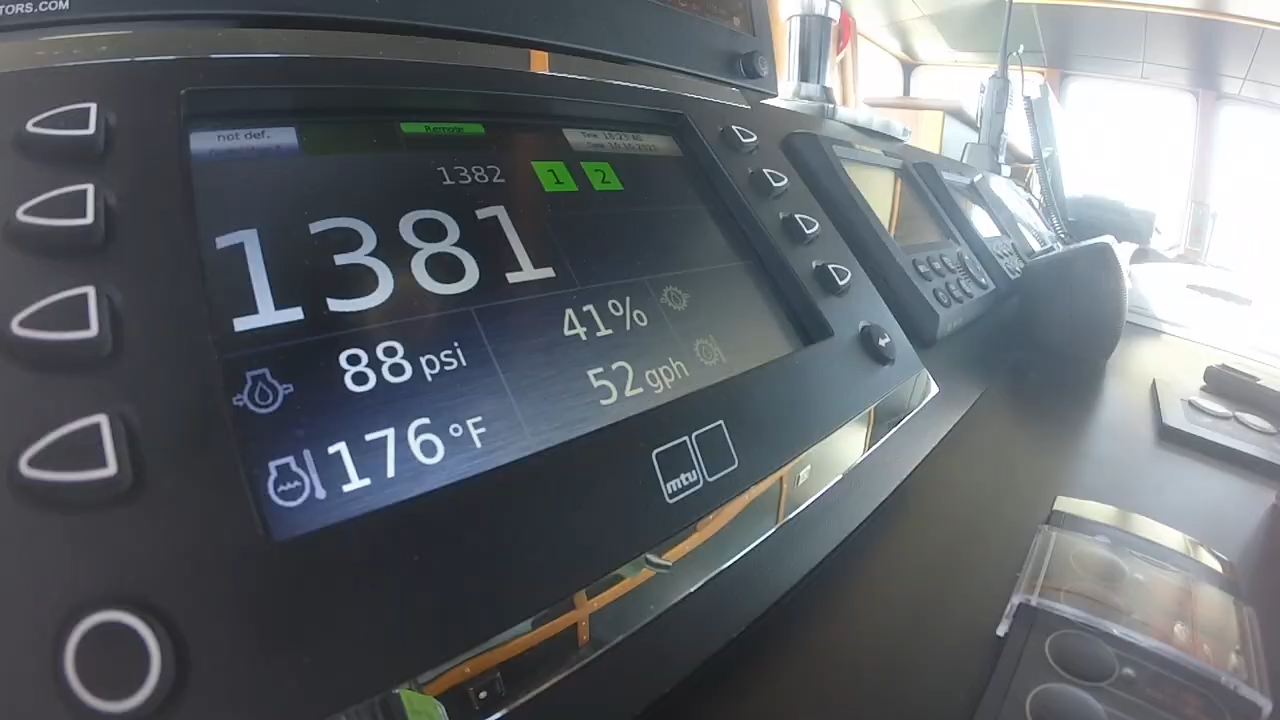 TORS.COM
not def.
Remote
1382
1 2
1381
41%
88 psi
52 gph
176 °F
mtu